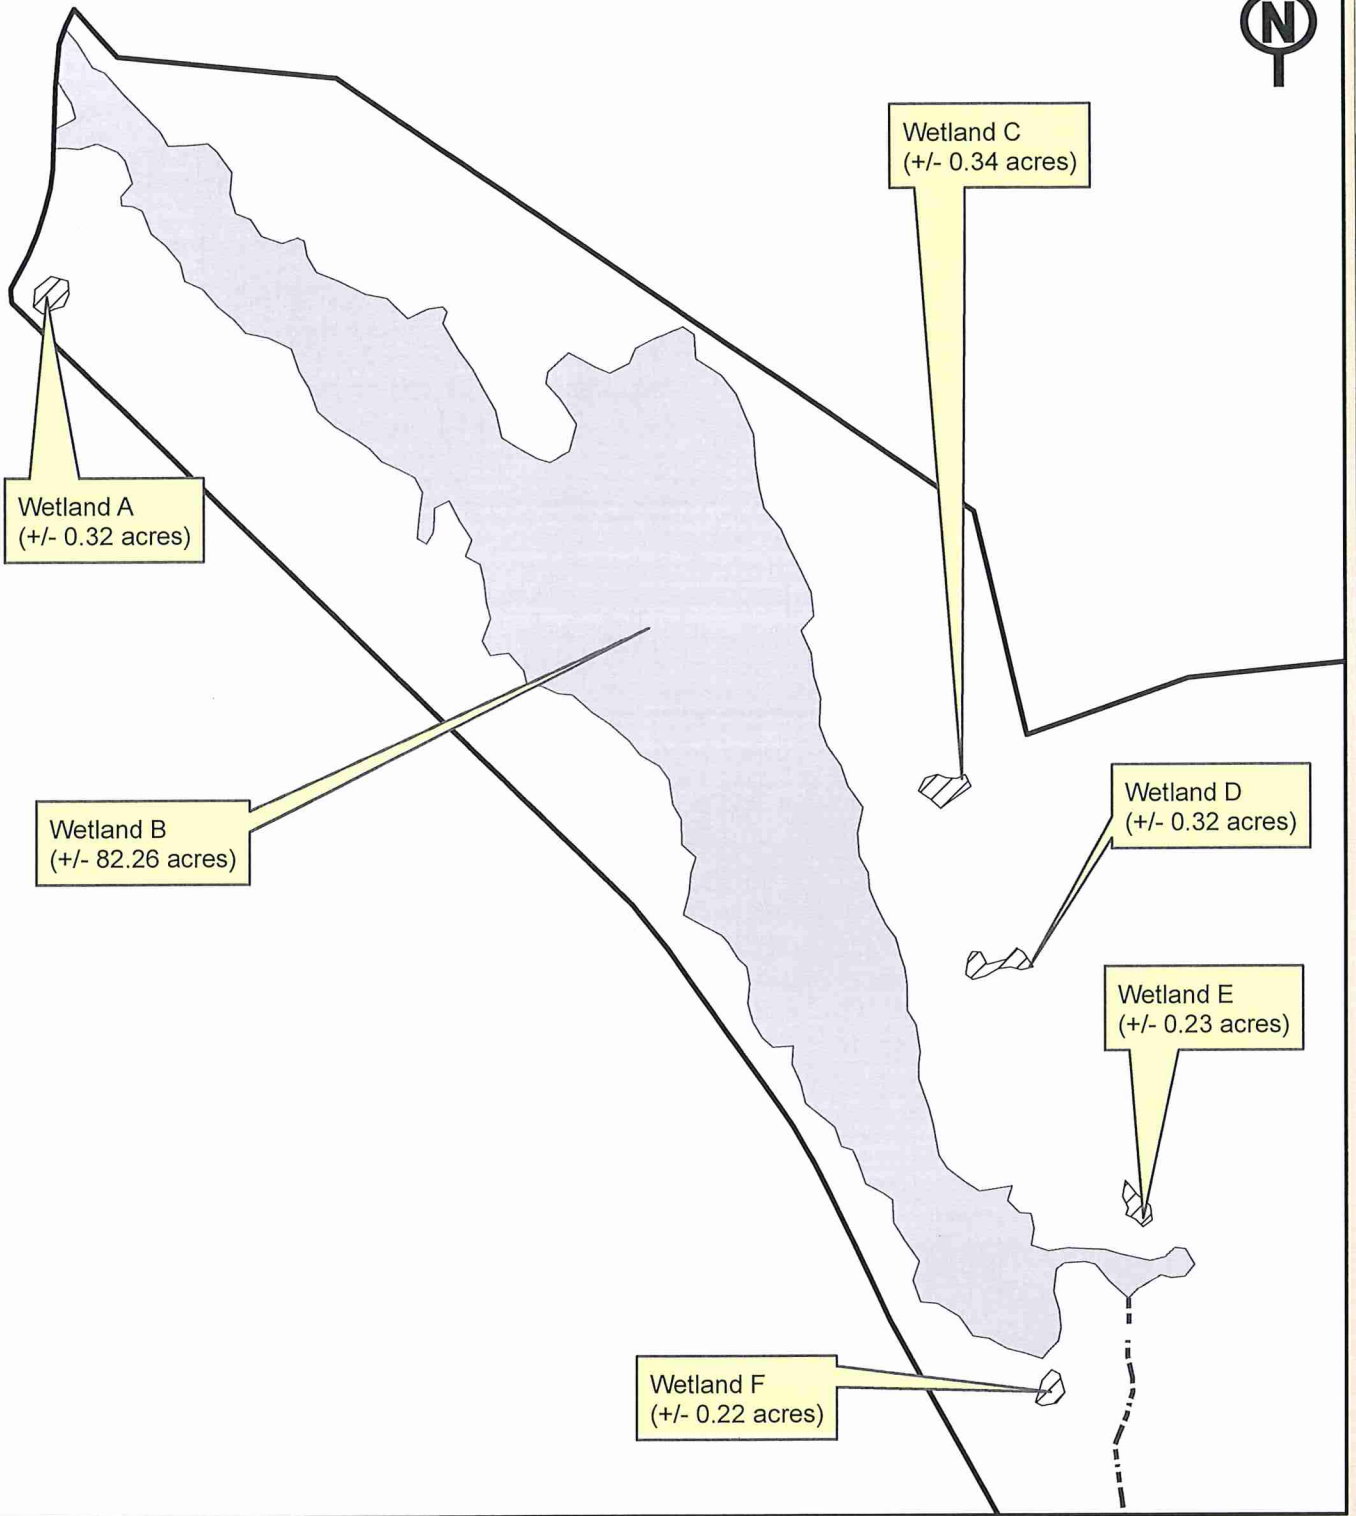 N
Wetland C
(+/- 0.34 acres)
Wetland A
(+/- 0.32 acres)
Wetland B
(+/- 82.26 acres)
Wetland D
(+/- 0.32 acres)
Wetland E
(+/- 0.23 acres)
Wetland F
(+/- 0.22 acres)